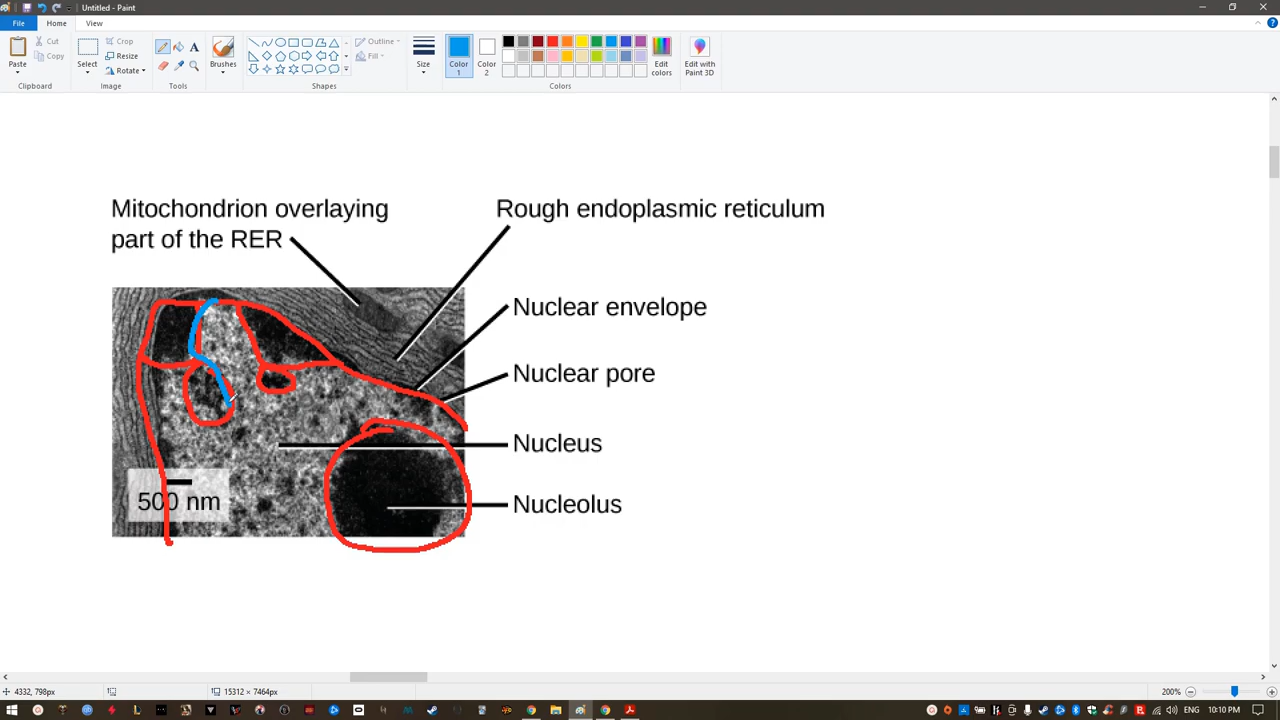 Untitled - Paint
File
Home
View
Paste
Cut
Copy
Clipboard
Select
Crop
Resize
Rotate
Image
A
Tools
Brushes
Outline
Fill
Shapes
Size
Color
1
Color
2
Edit
colors
Edit with
Paint 3D
Colors
Mitochondrion overlaying
part of the RER
Rough endoplasmic reticulum
Nuclear envelope
Nuclear pore
Nucleus
Nucleolus
500 nm
4332, 798px
15312 × 7464px
200%
ENG
10:10 PM